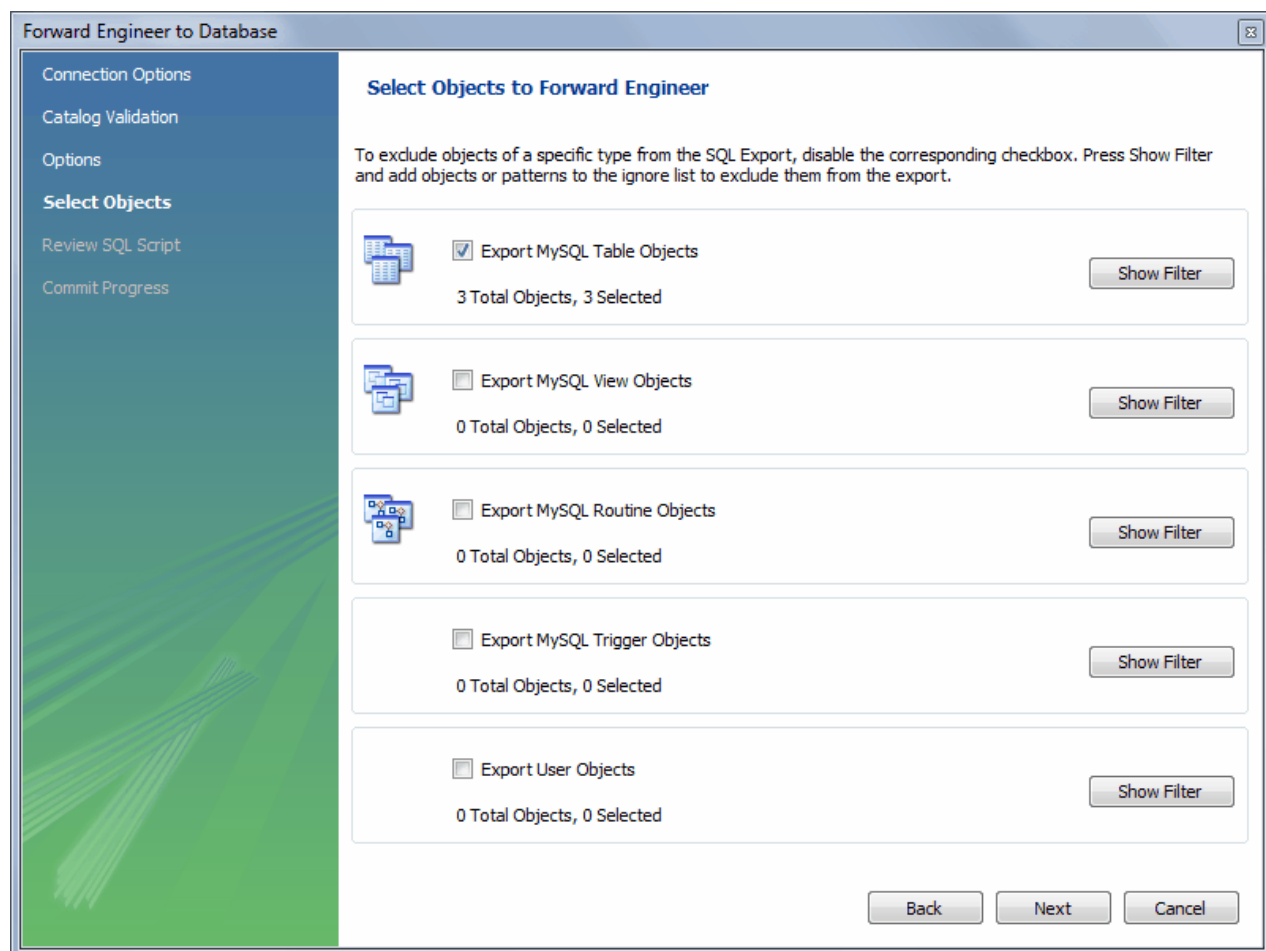 Forward Engineer to Database
Connection Options
Catalog Validation
Options
Select Objects
Review SQL Script
Commit Progress
Select Objects to Forward Engineer
To exclude objects of a specific type from the SQL Export, disable the corresponding checkbox. Press Show Filter
and add objects or patterns to the ignore list to exclude them from the export.
Export MySQL Table Objects
3 Total Objects, 3 Selected
Show Filter
Export MySQL View Objects
0 Total Objects, 0 Selected
Show Filter
Export MySQL Routine Objects
0 Total Objects, 0 Selected
Show Filter
Export MySQL Trigger Objects
0 Total Objects, 0 Selected
Show Filter
Export User Objects
0 Total Objects, 0 Selected
Show Filter
Back
Next
Cancel